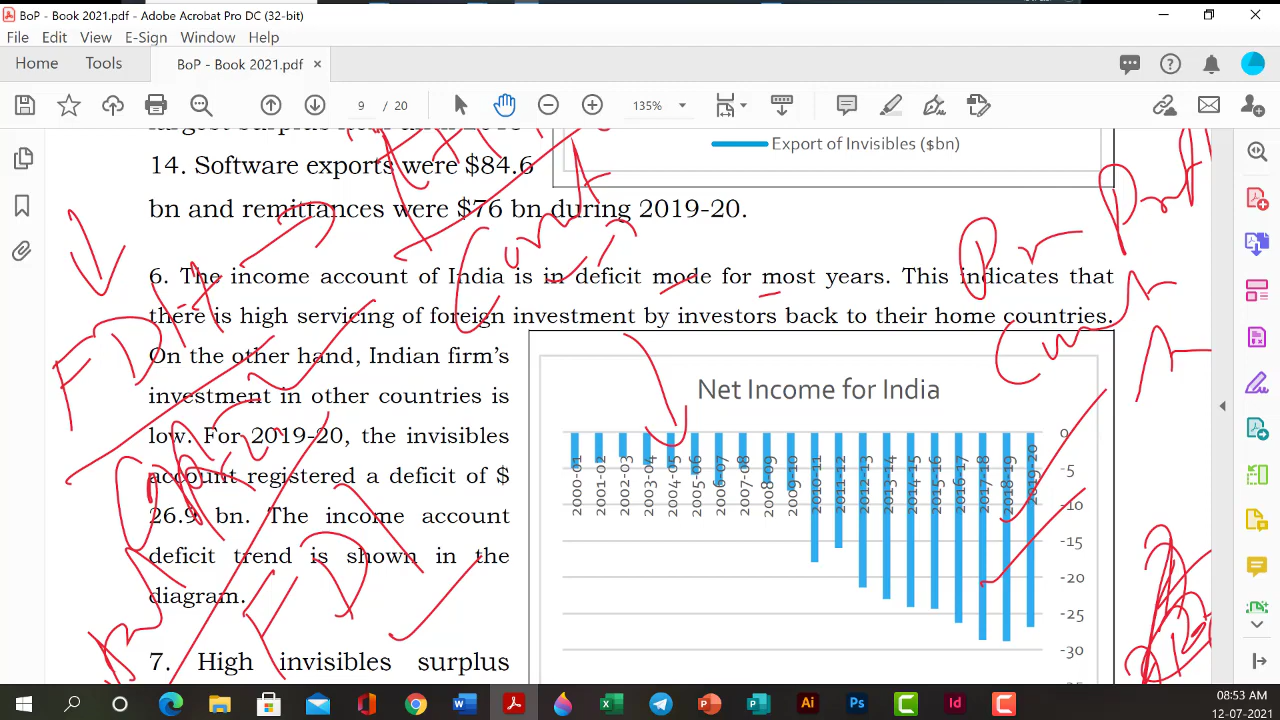 BoP - Book 2021.pdf - Adobe Acrobat Pro DC (32-bit)
File Edit View E-Sign Window Help
Home Tools BoP - Book 2021.pdf ×
9 / 20 135%
14. Software exports were $84.6
bn and remittances were $76 bn during 2019-20.
Export of Invisibles ($bn)
6. The income account of India is in deficit mode for most years. This indicates that
there is high servicing of foreign investment by investors back to their home countries.
On the other hand, Indian firm's
investment in other countries is
low. For 2019-20, the invisibles
account registered a deficit of $
26.9 bn. The income account
deficit trend is shown in the
diagram.
7. High invisibles surplus
Net Income for India
0
-5
-10
-15
-20
-25
-30
2000-01
2001-02
2002-03
2003-04
2004-05
2005-06
2006-07
2007-08
2008-09
2009-10
2010-11
2011-12
2012-13
2013-14
2014-15
2015-16
2016-17
2017-18
2018-19
2019-20
FDI
FDI
Ai Ps Id
08:53 AM
12-07-2021